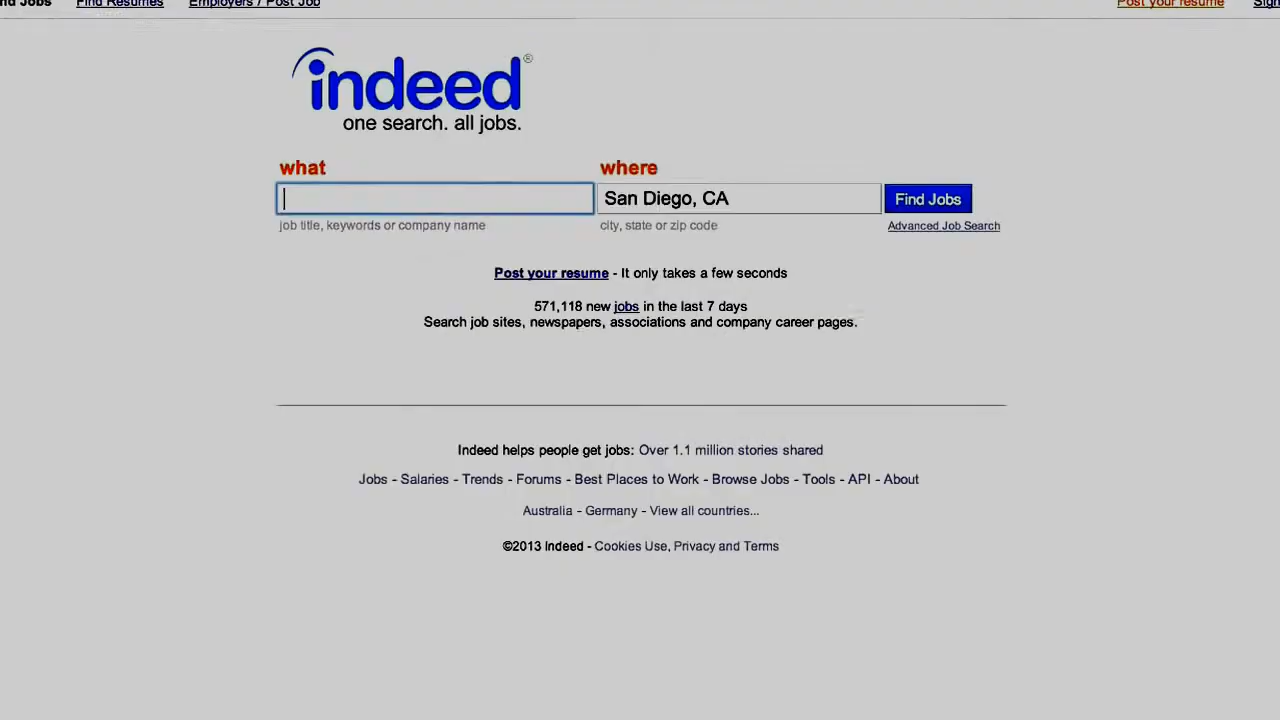 nd Jobs Find Resumes Employers / Post Job Post your resume Sign
indeed®
one search. all jobs.
what where
San Diego, CA Find Jobs
job title, keywords or company name city, state or zip code Advanced Job Search
Post your resume - It only takes a few seconds
571,118 new jobs in the last 7 days
Search job sites, newspapers, associations and company career pages.
Indeed helps people get jobs: Over 1.1 million stories shared
Jobs - Salaries - Trends - Forums - Best Places to Work - Browse Jobs - Tools - API - About
Australia - Germany - View all countries...
©2013 Indeed - Cookies Use, Privacy and Terms